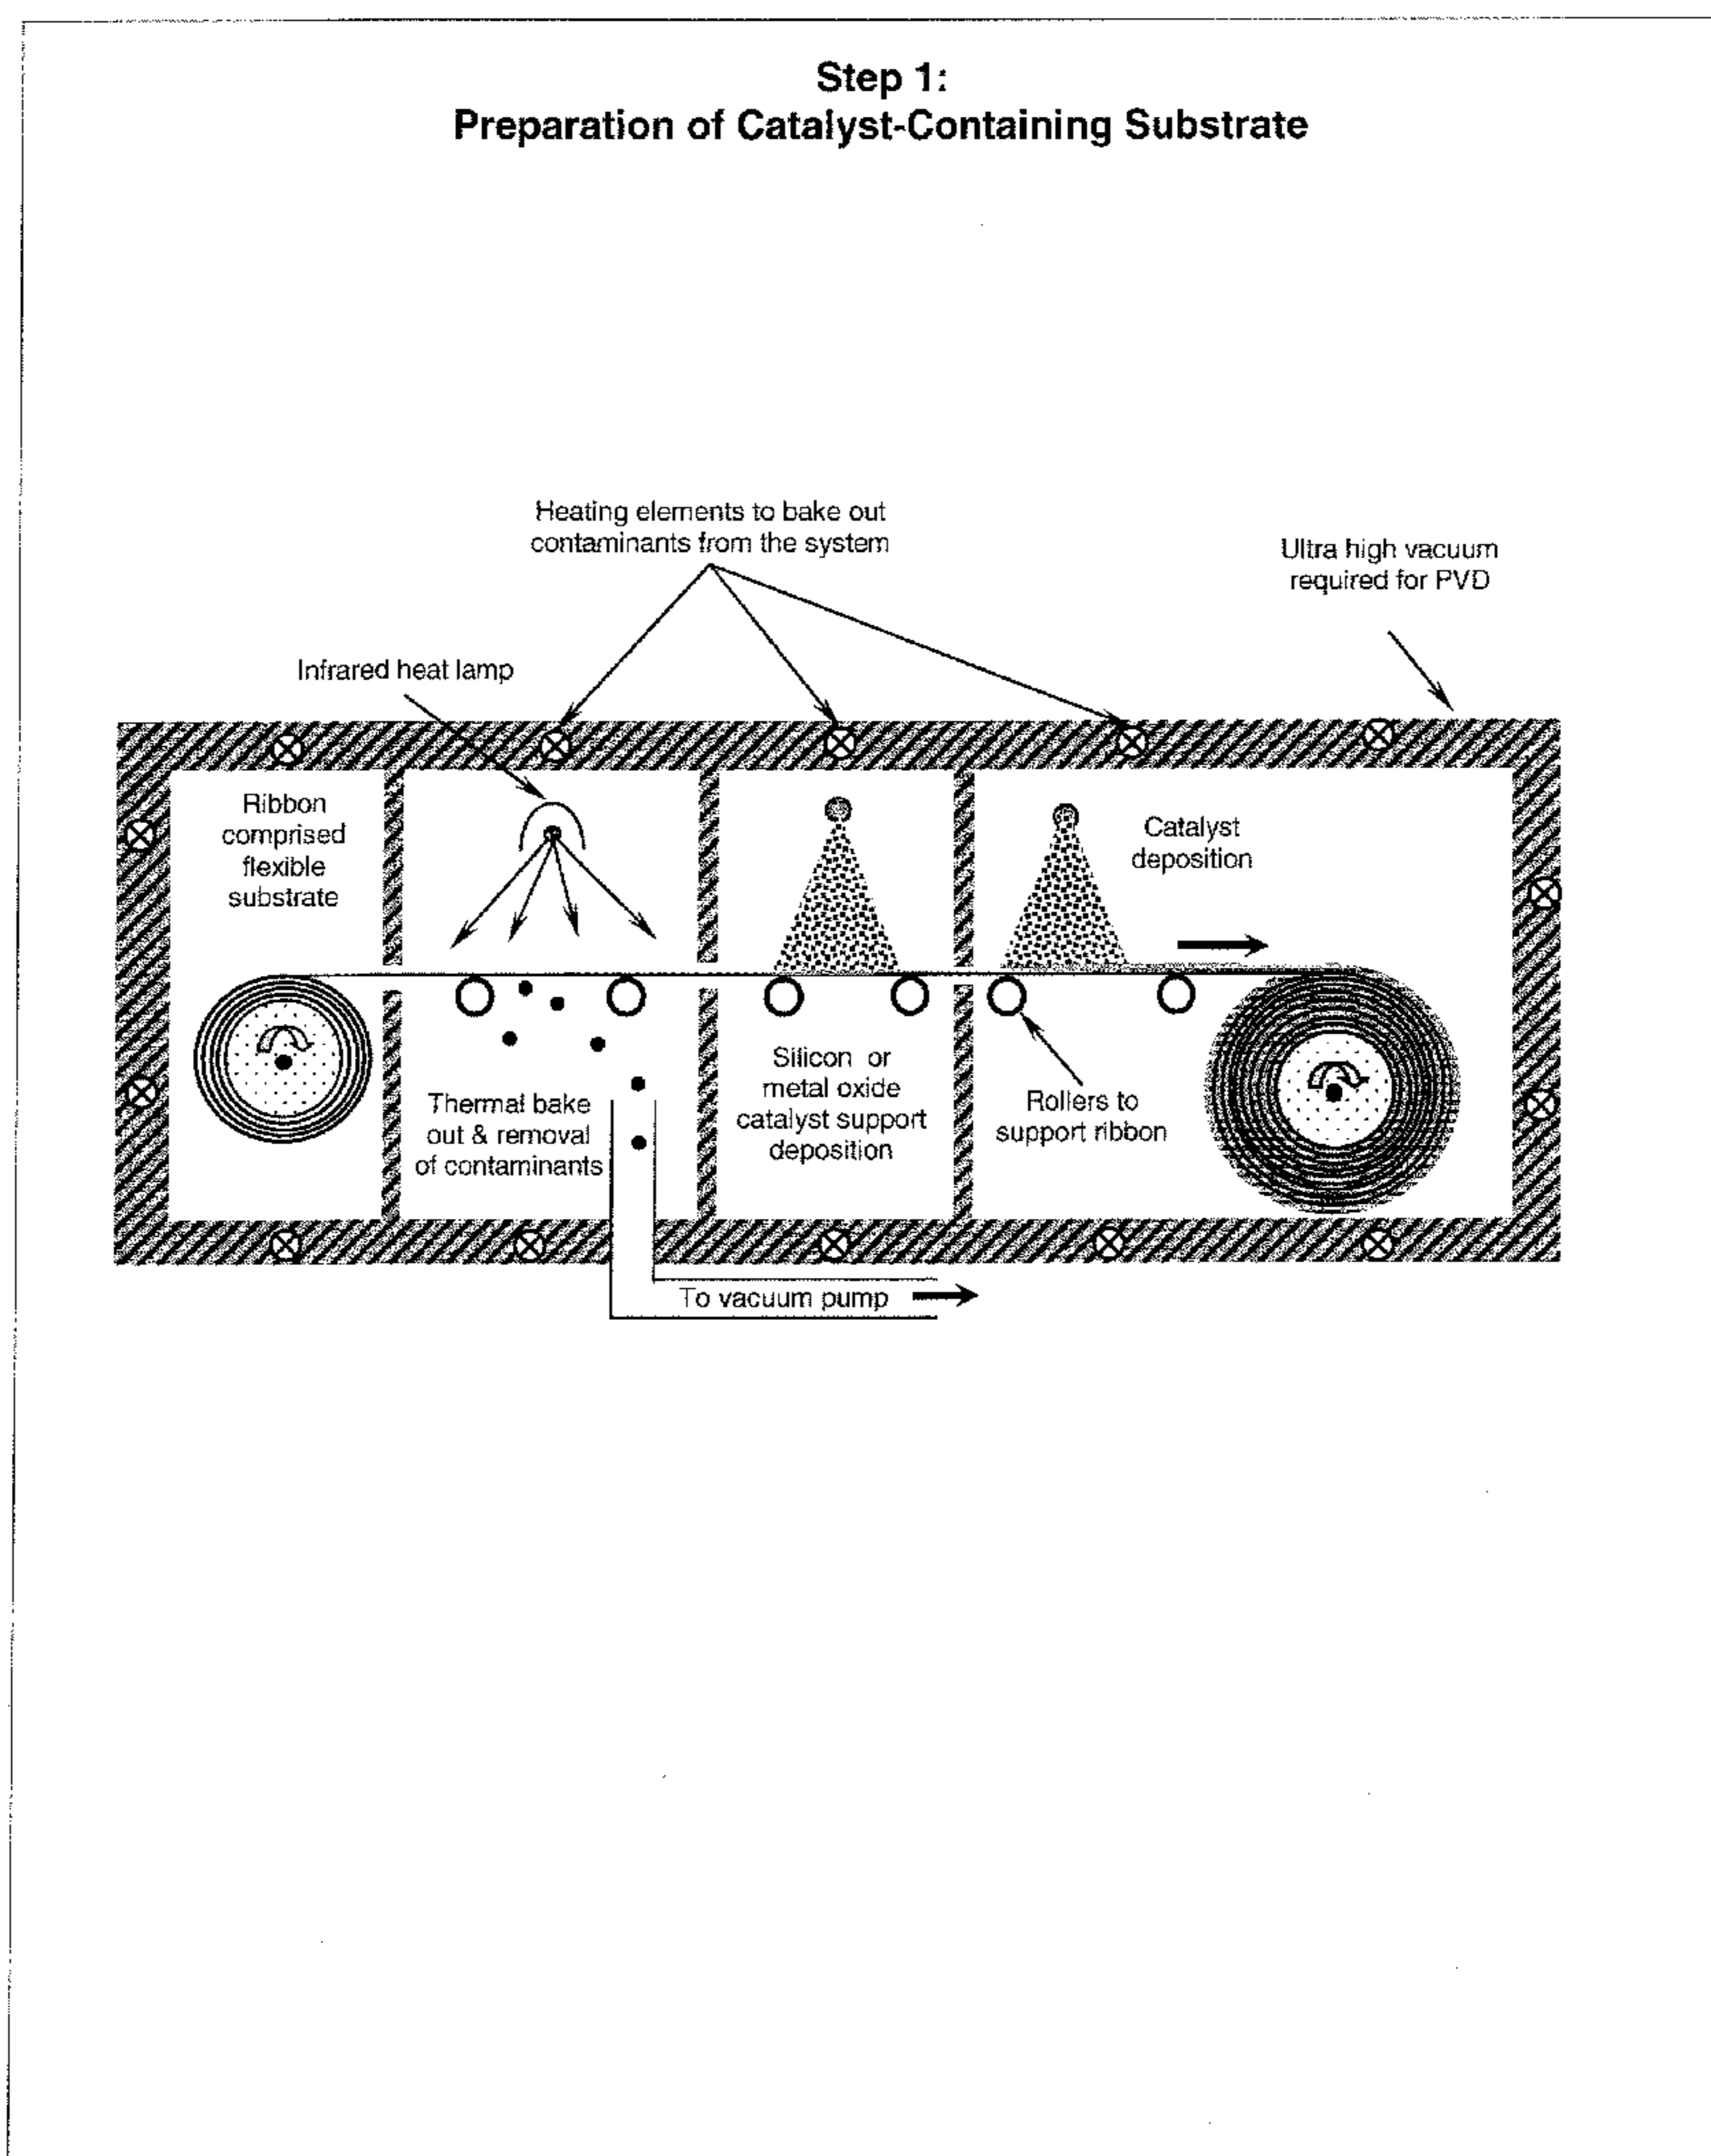 Step 1:
Preparation of Catalyst-Containing Substrate
Heating elements to bake out
contaminants from the system
Ultra high vacuum
required for PVD
Infrared heat lamp
Ribbon
comprised
flexible
substrate
Catalyst
deposition
Thermal bake
out & removal
of contaminants
Silicon or
metal oxide
catalyst support
deposition
Rollers to
support ribbon
To vacuum pump